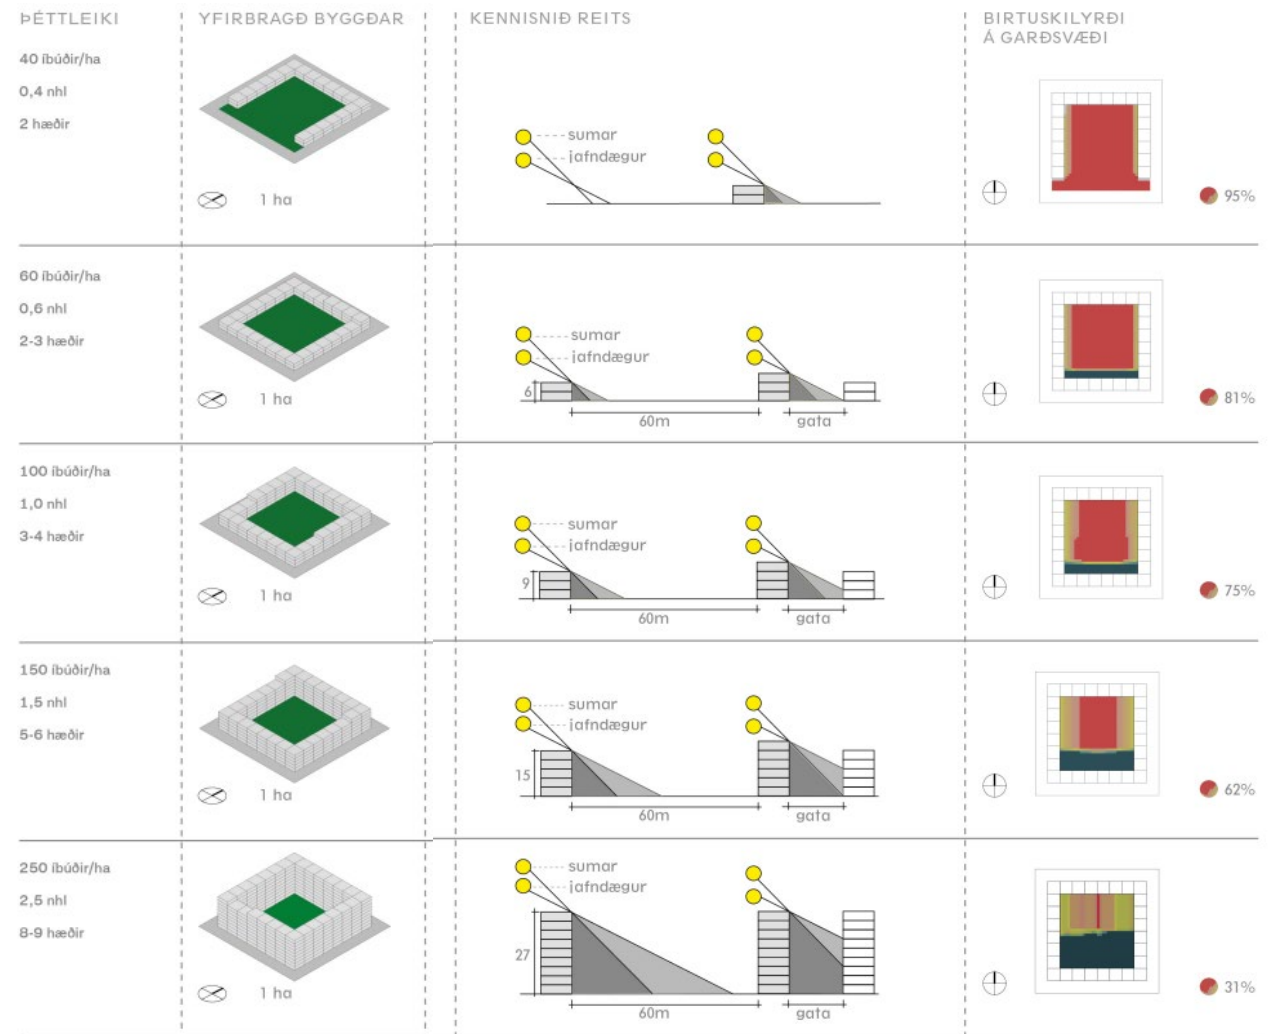 ÞÉTTLEIKI
YFIRBRAGÐ BYGGÐAR
KENNISNIÐ REITS
BIRTUSKILYRÐI
Á GARÐSVÆÐI
40 íbúðir/ha
0,4 nhl
2 hæðir
1 ha
sumar
jafndægur
95%
60 íbúðir/ha
0,6 nhl
2-3 hæðir
1 ha
sumar
jafndægur
6
60m
gata
81%
100 íbúðir/ha
1,0 nhl
3-4 hæðir
1 ha
sumar
jafndægur
9
60m
gata
75%
150 íbúðir/ha
1,5 nhl
5-6 hæðir
1 ha
sumar
jafndægur
15
60m
gata
62%
250 íbúðir/ha
2,5 nhl
8-9 hæðir
1 ha
sumar
jafndægur
27
60m
gata
31%